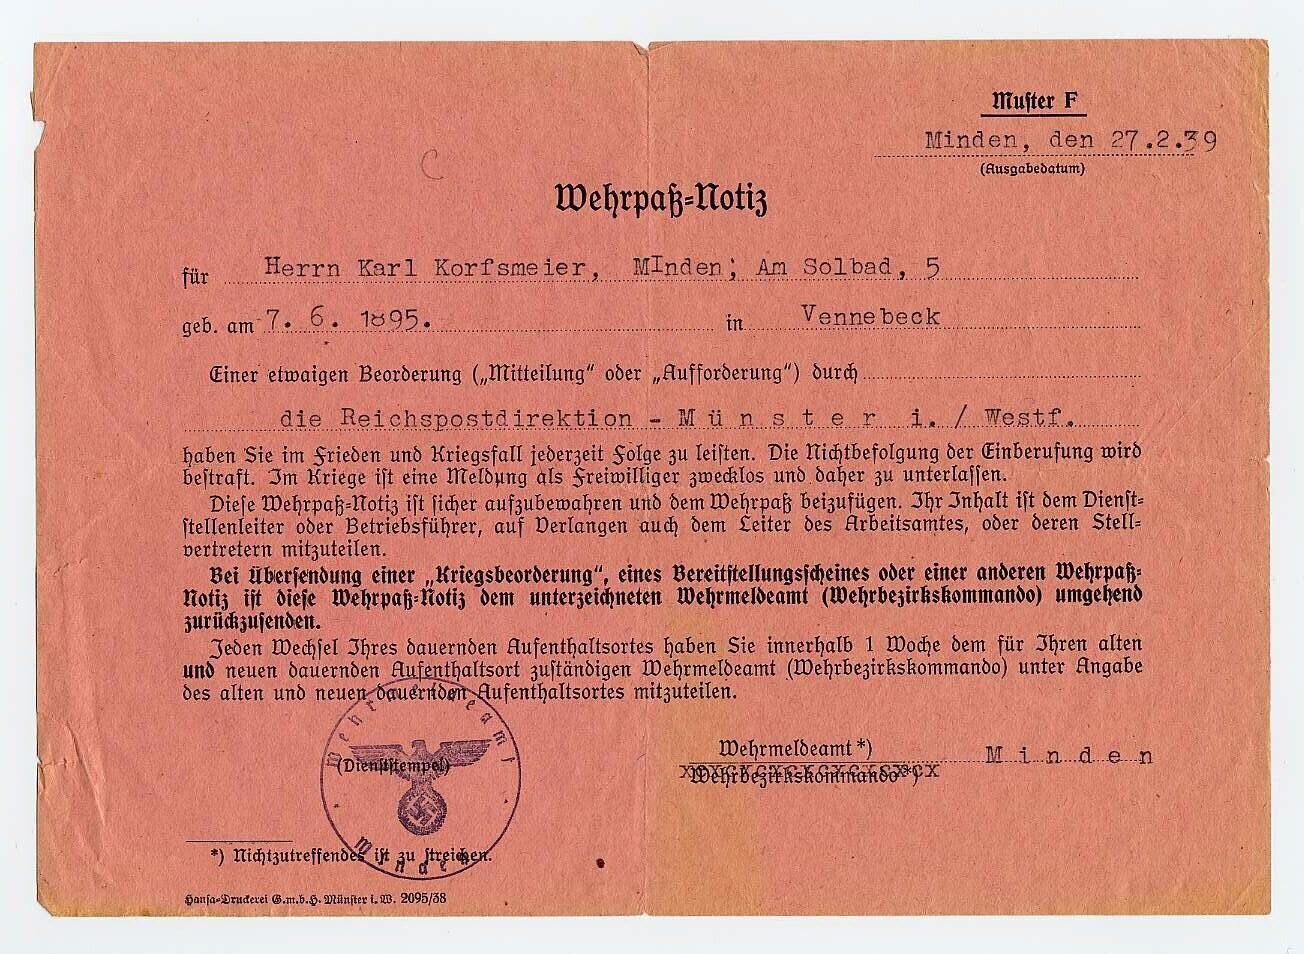 Muster F
Minden, den 27.2.39
(Ausgabedatum)
C
Wehrpaß-Notiz
für Herrn Karl Korfsmeier, MInden; Am Solbad, 5
geb. am 7. 6. 1895. in Vennebeck
Einer etwaigen Beorderung („Mitteilung“ oder „Aufforderung“) durch
die Reichspostdirektion - M ü n s t e r i. / Westf.
haben Sie im Frieden und Kriegsfall jederzeit Folge zu leisten. Die Nichtbefolgung der Einberufung wird
bestraft. Im Kriege ist eine Meldung als Freiwilliger zwecklos und daher zu unterlassen.
Diese Wehrpaß-Notiz ist sicher aufzubewahren und dem Wehrpaß beizufügen. Ihr Inhalt ist dem Dienst-
stellenleiter oder Betriebsführer, auf Verlangen auch dem Leiter des Arbeitsamtes, oder deren Stell-
vertretern mitzuteilen.
Bei Übersendung einer „Kriegsbeorderung“, eines Bereitstellungsscheines oder einer anderen Wehrpaß-
Notiz ist diese Wehrpaß-Notiz dem unterzeichneten Wehrmeldeamt (Wehrbezirkskommando) umgehend
zurückzusenden.
Jeden Wechsel Ihres dauernden Aufenthaltsortes haben Sie innerhalb 1 Woche dem für Ihren alten
und neuen dauernden Aufenthaltsort zuständigen Wehrmeldeamt (Wehrbezirkskommando) unter Angabe
des alten und neuen dauernden Aufenthaltsortes mitzuteilen.
Wehrmeldeamt
(Dienststempel)
Minden
Wehrmeldeamt *) M i n d e n
Wehrbezirkskommando *)
*) Nichtzutreffendes ist zu streichen.
Hansa-Druckerei G.m.b.H. Münster i. W. 2095/38